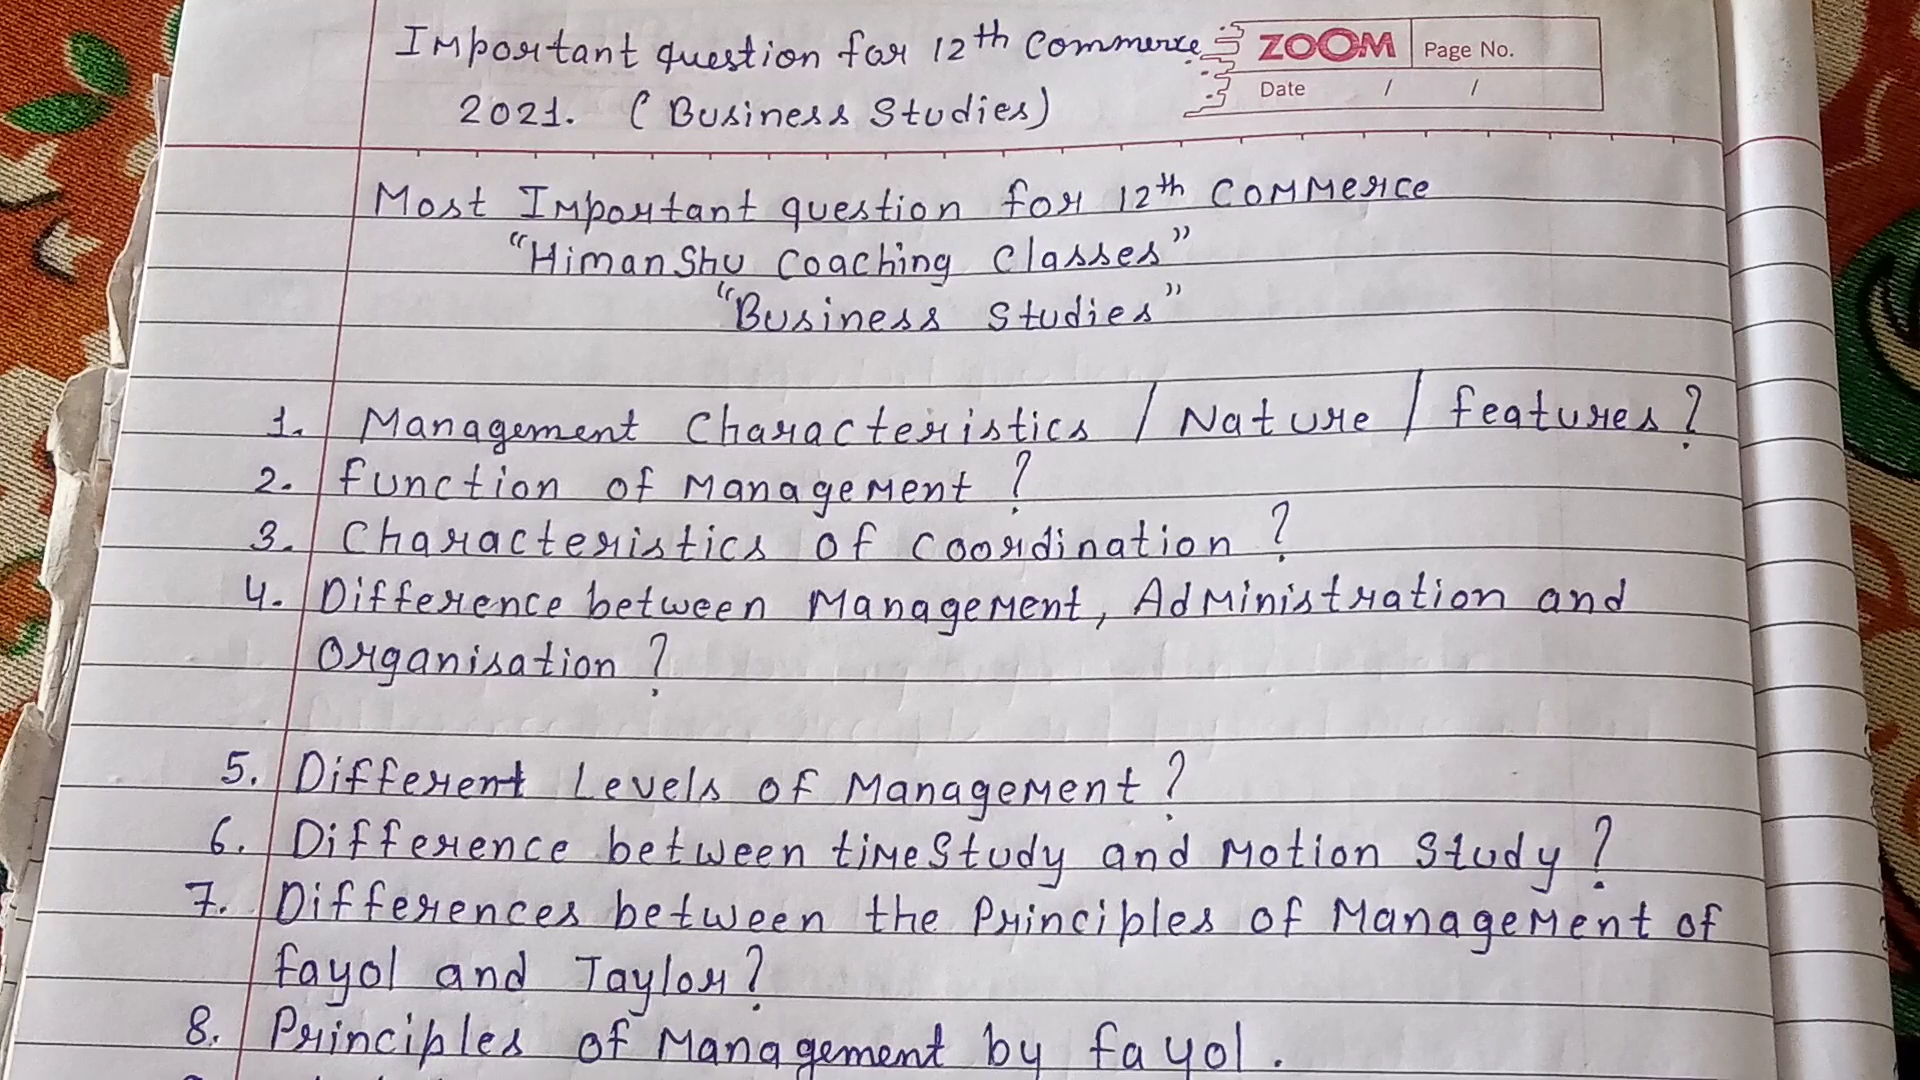 Important question for 12th Commerce
2021. (Business Studies)
ZOOM
Page No.
Date / /
Most Important question for 12th Commerce
"Himanshu Coaching Classes"
"Business Studies"
1. Management Characteristics / Nature / features?
2. function of Management?
3. Characteristics of coordination?
4. Difference between Management, Administration and
Organisation?
5. Different Levels of Management?
6. Difference between time Study and Motion Study?
7. Differences between the Principles of Management of
fayol and Taylor?
8. Principles of Management by fayol.